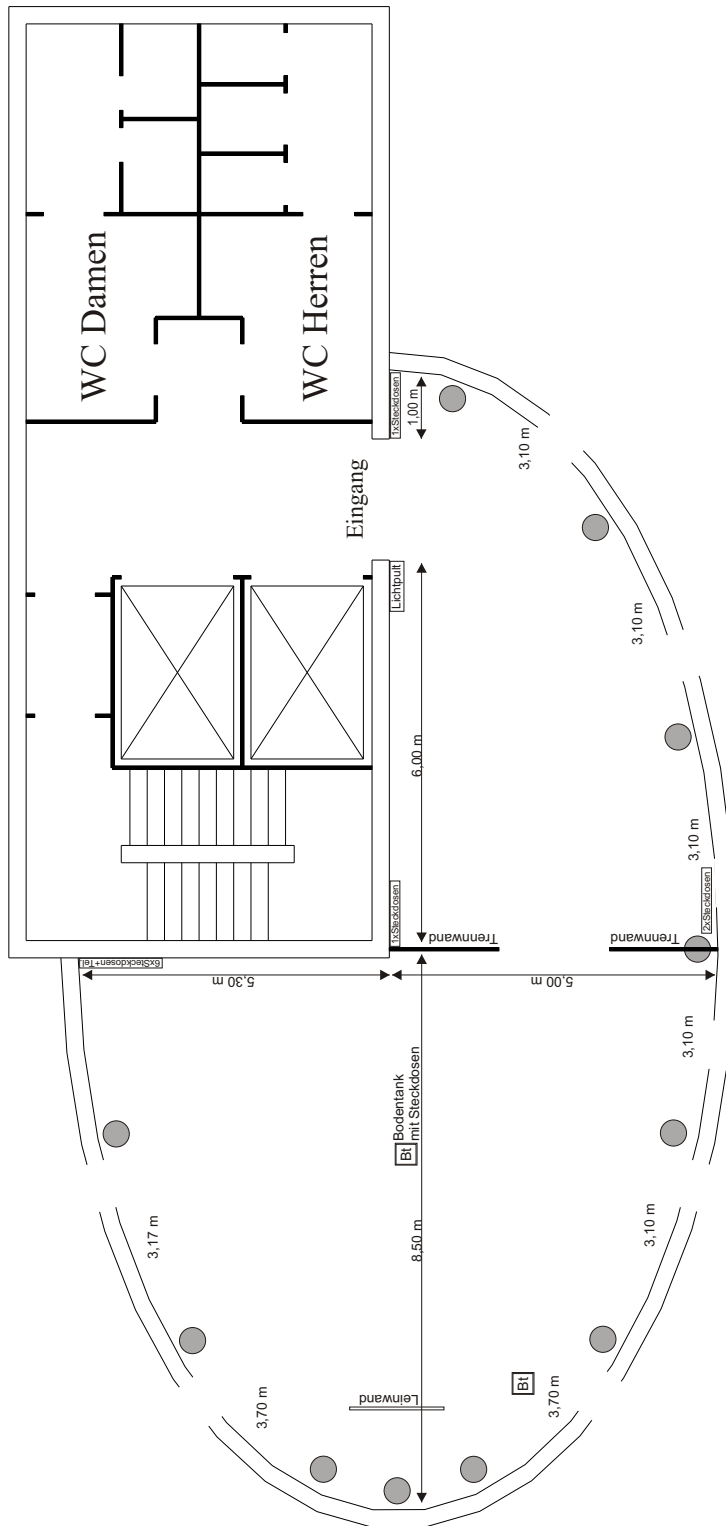 WC Damen
WC Herren
1xSteckdosen
1,00 m
3,10 m
Eingang
Lichtpult
3,10 m
6,00 m
3,10 m
1xSteckdosen
2xSteckdosen
Trennwand
Trennwand
6xSteckdosen+Tel.
5,30 m
5,00 m
3,10 m
Bt
Bodentank
mit Steckdosen
3,17 m
8,50 m
3,10 m
Leinwand
Bt
3,70 m
3,70 m